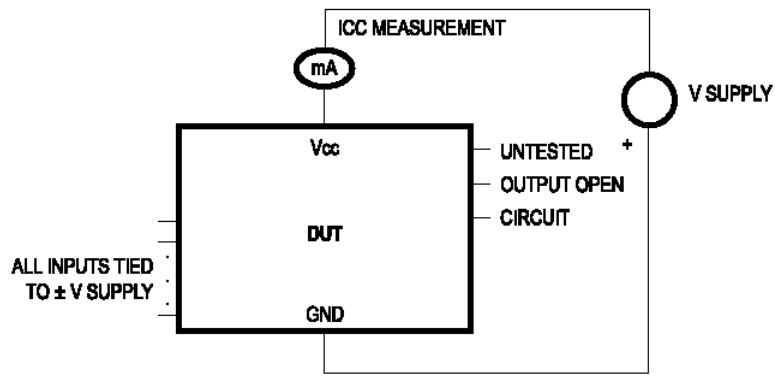 ICC MEASUREMENT
mA
V SUPPLY
Vcc
UNTESTED
+
OUTPUT OPEN
CIRCUIT
DUT
ALL INPUTS TIED
TO ± V SUPPLY
GND